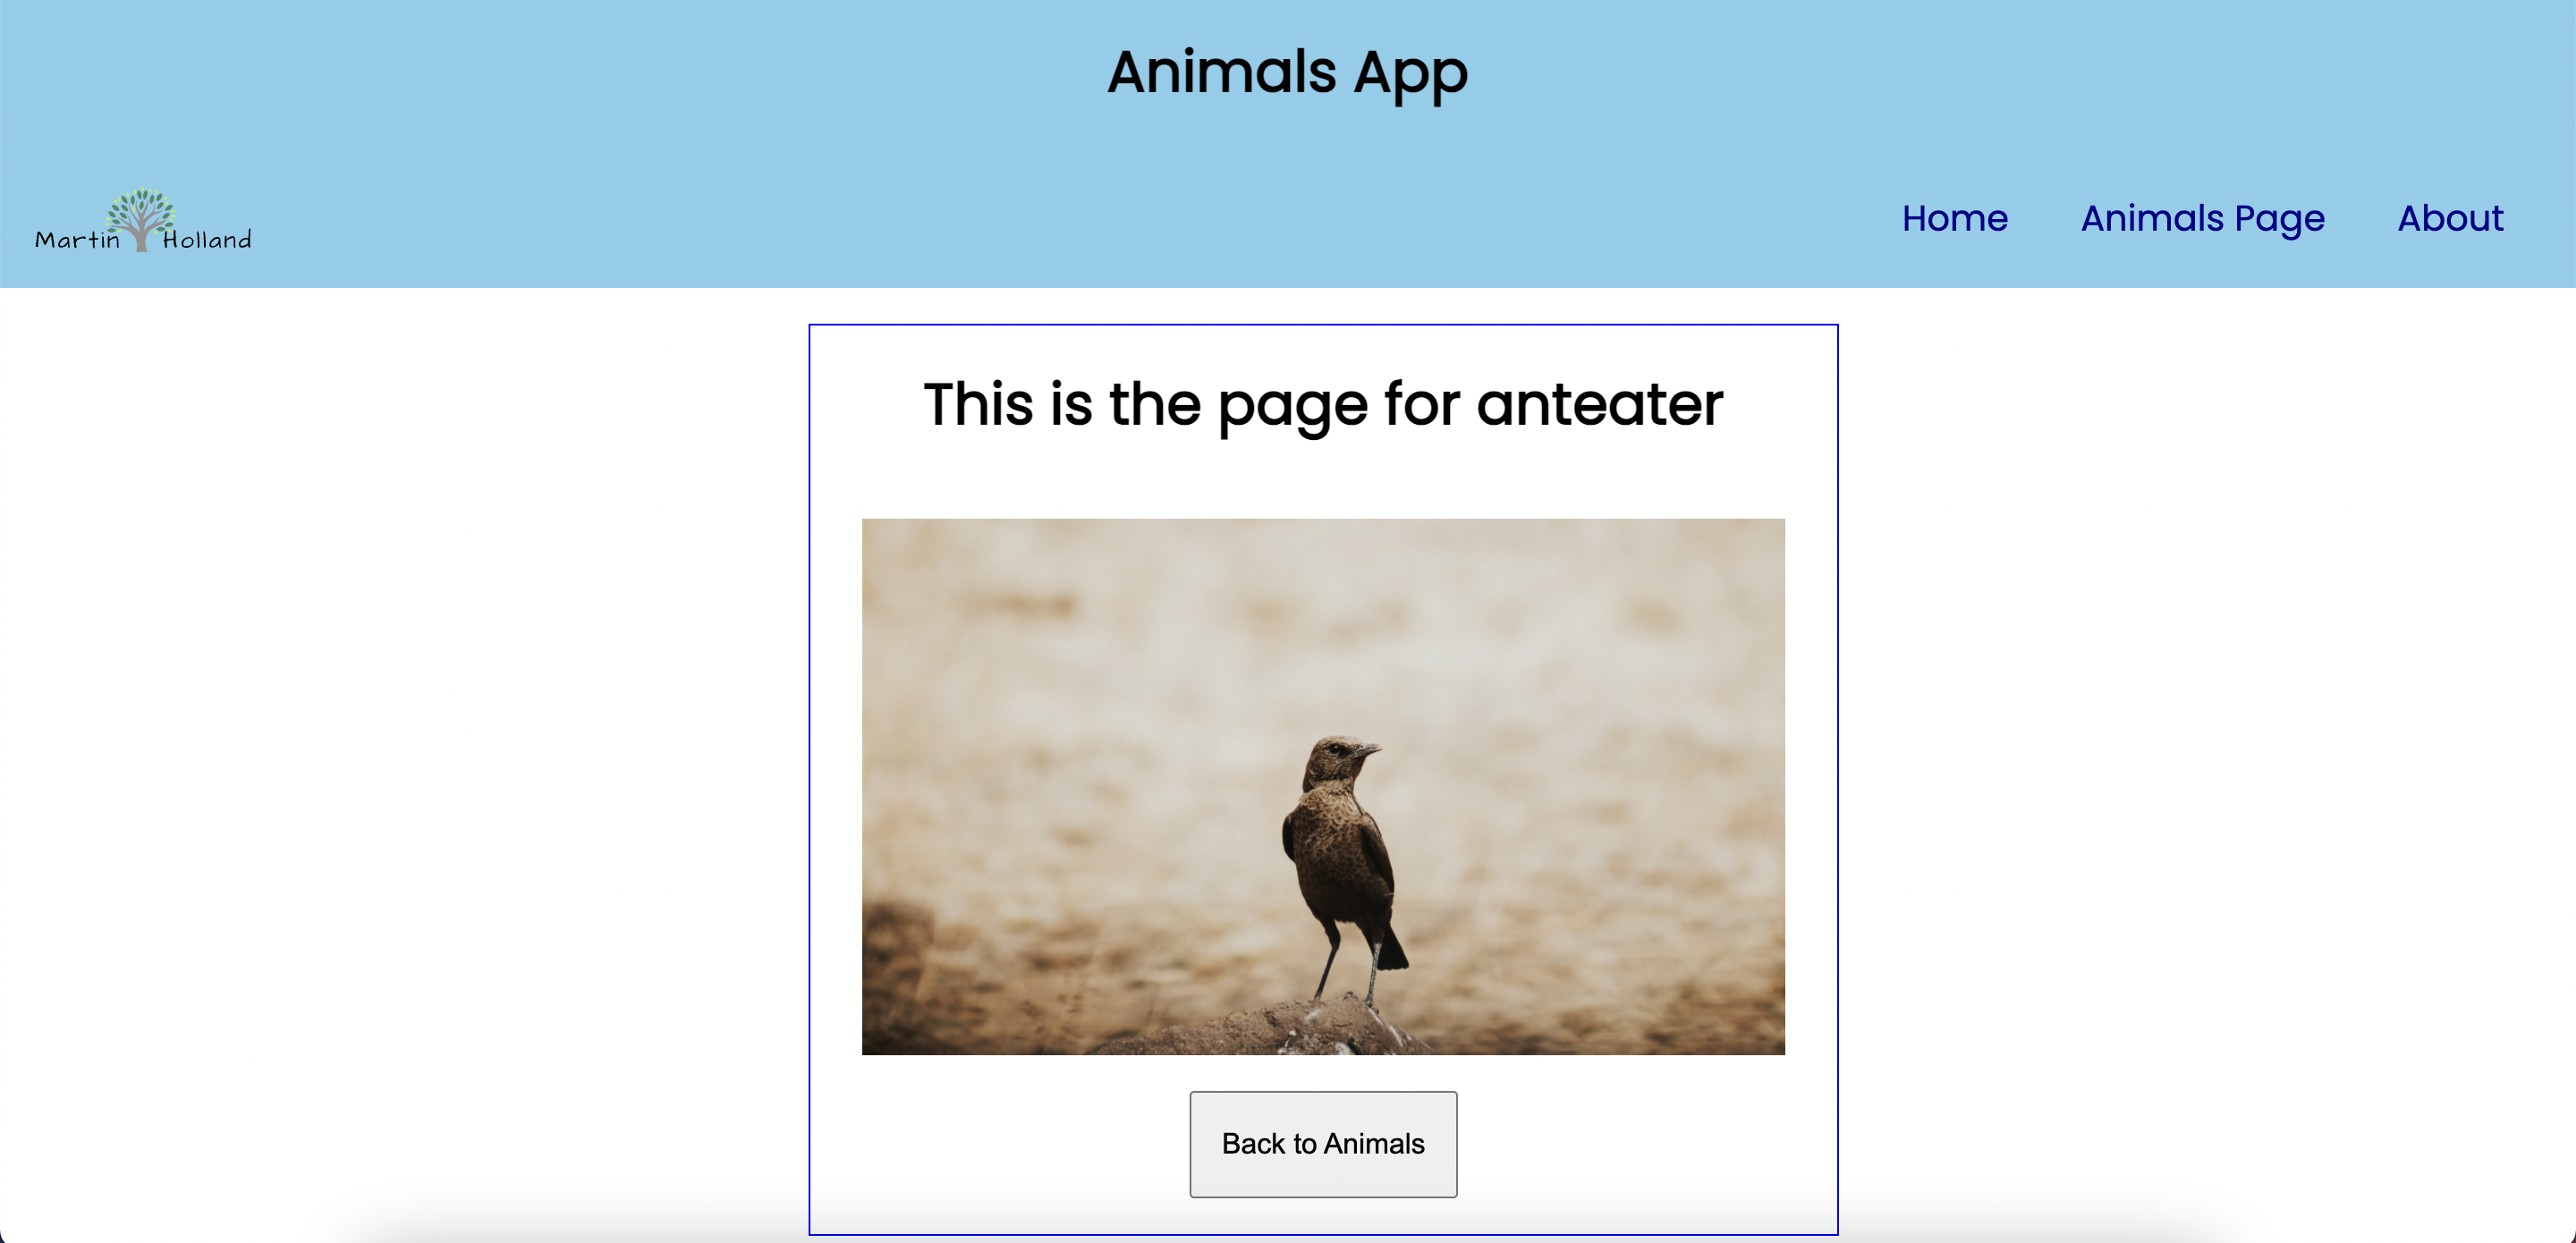 Animals App
Martin Holland
Home Animals Page About
This is the page for anteater
Back to Animals